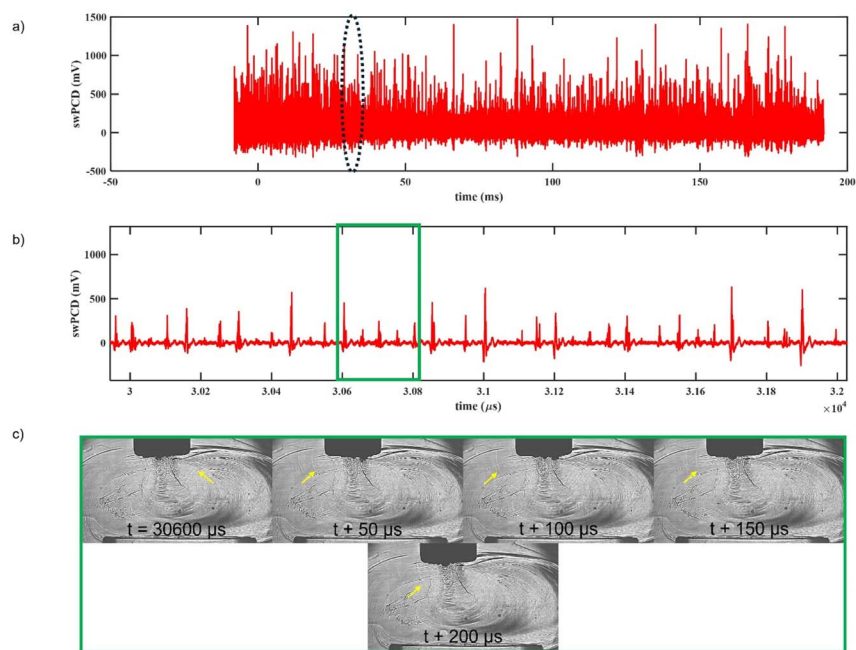 a)
1500
1000
500
0
-500
swPCD (mV)
-50 0 50 100 150 200
time (ms)
b)
1000
500
0
swPCD (mV)
3 3.02 3.04 3.06 3.08 3.1 3.12 3.14 3.16 3.18 3.2
time (μs)
×10⁴
c)
t = 30600 μs t + 50 μs t + 100 μs t + 150 μs
t + 200 μs